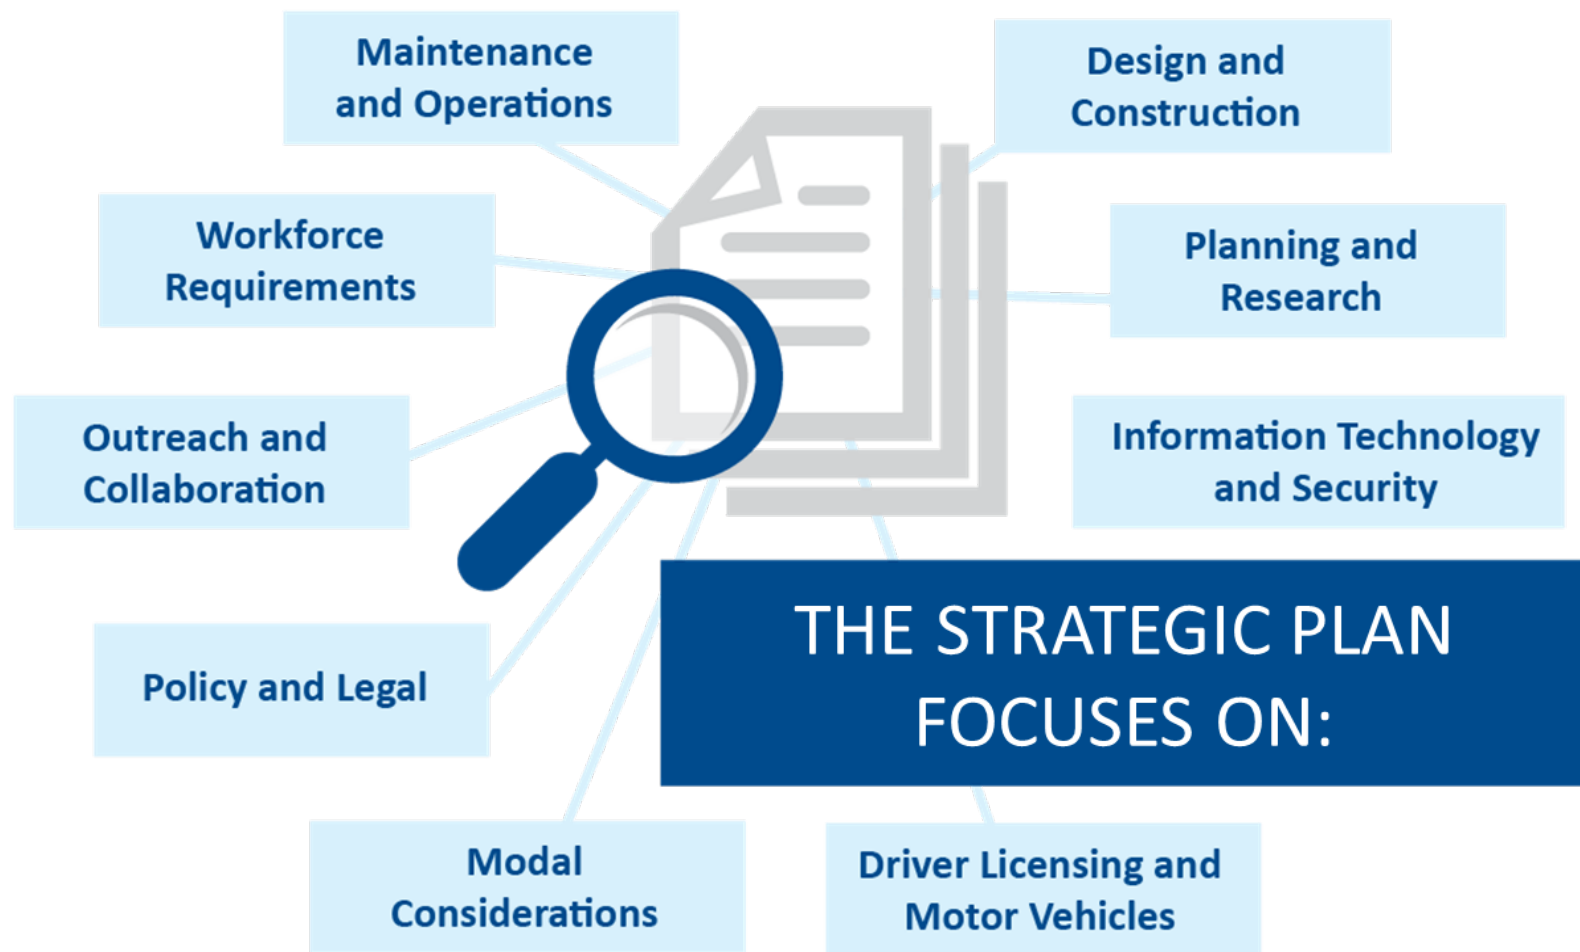 Maintenance
and Operations
Design and
Construction
Workforce
Requirements
Planning and
Research
Outreach and
Collaboration
Information Technology
and Security
THE STRATEGIC PLAN
FOCUSES ON:
Policy and Legal
Modal
Considerations
Driver Licensing and
Motor Vehicles